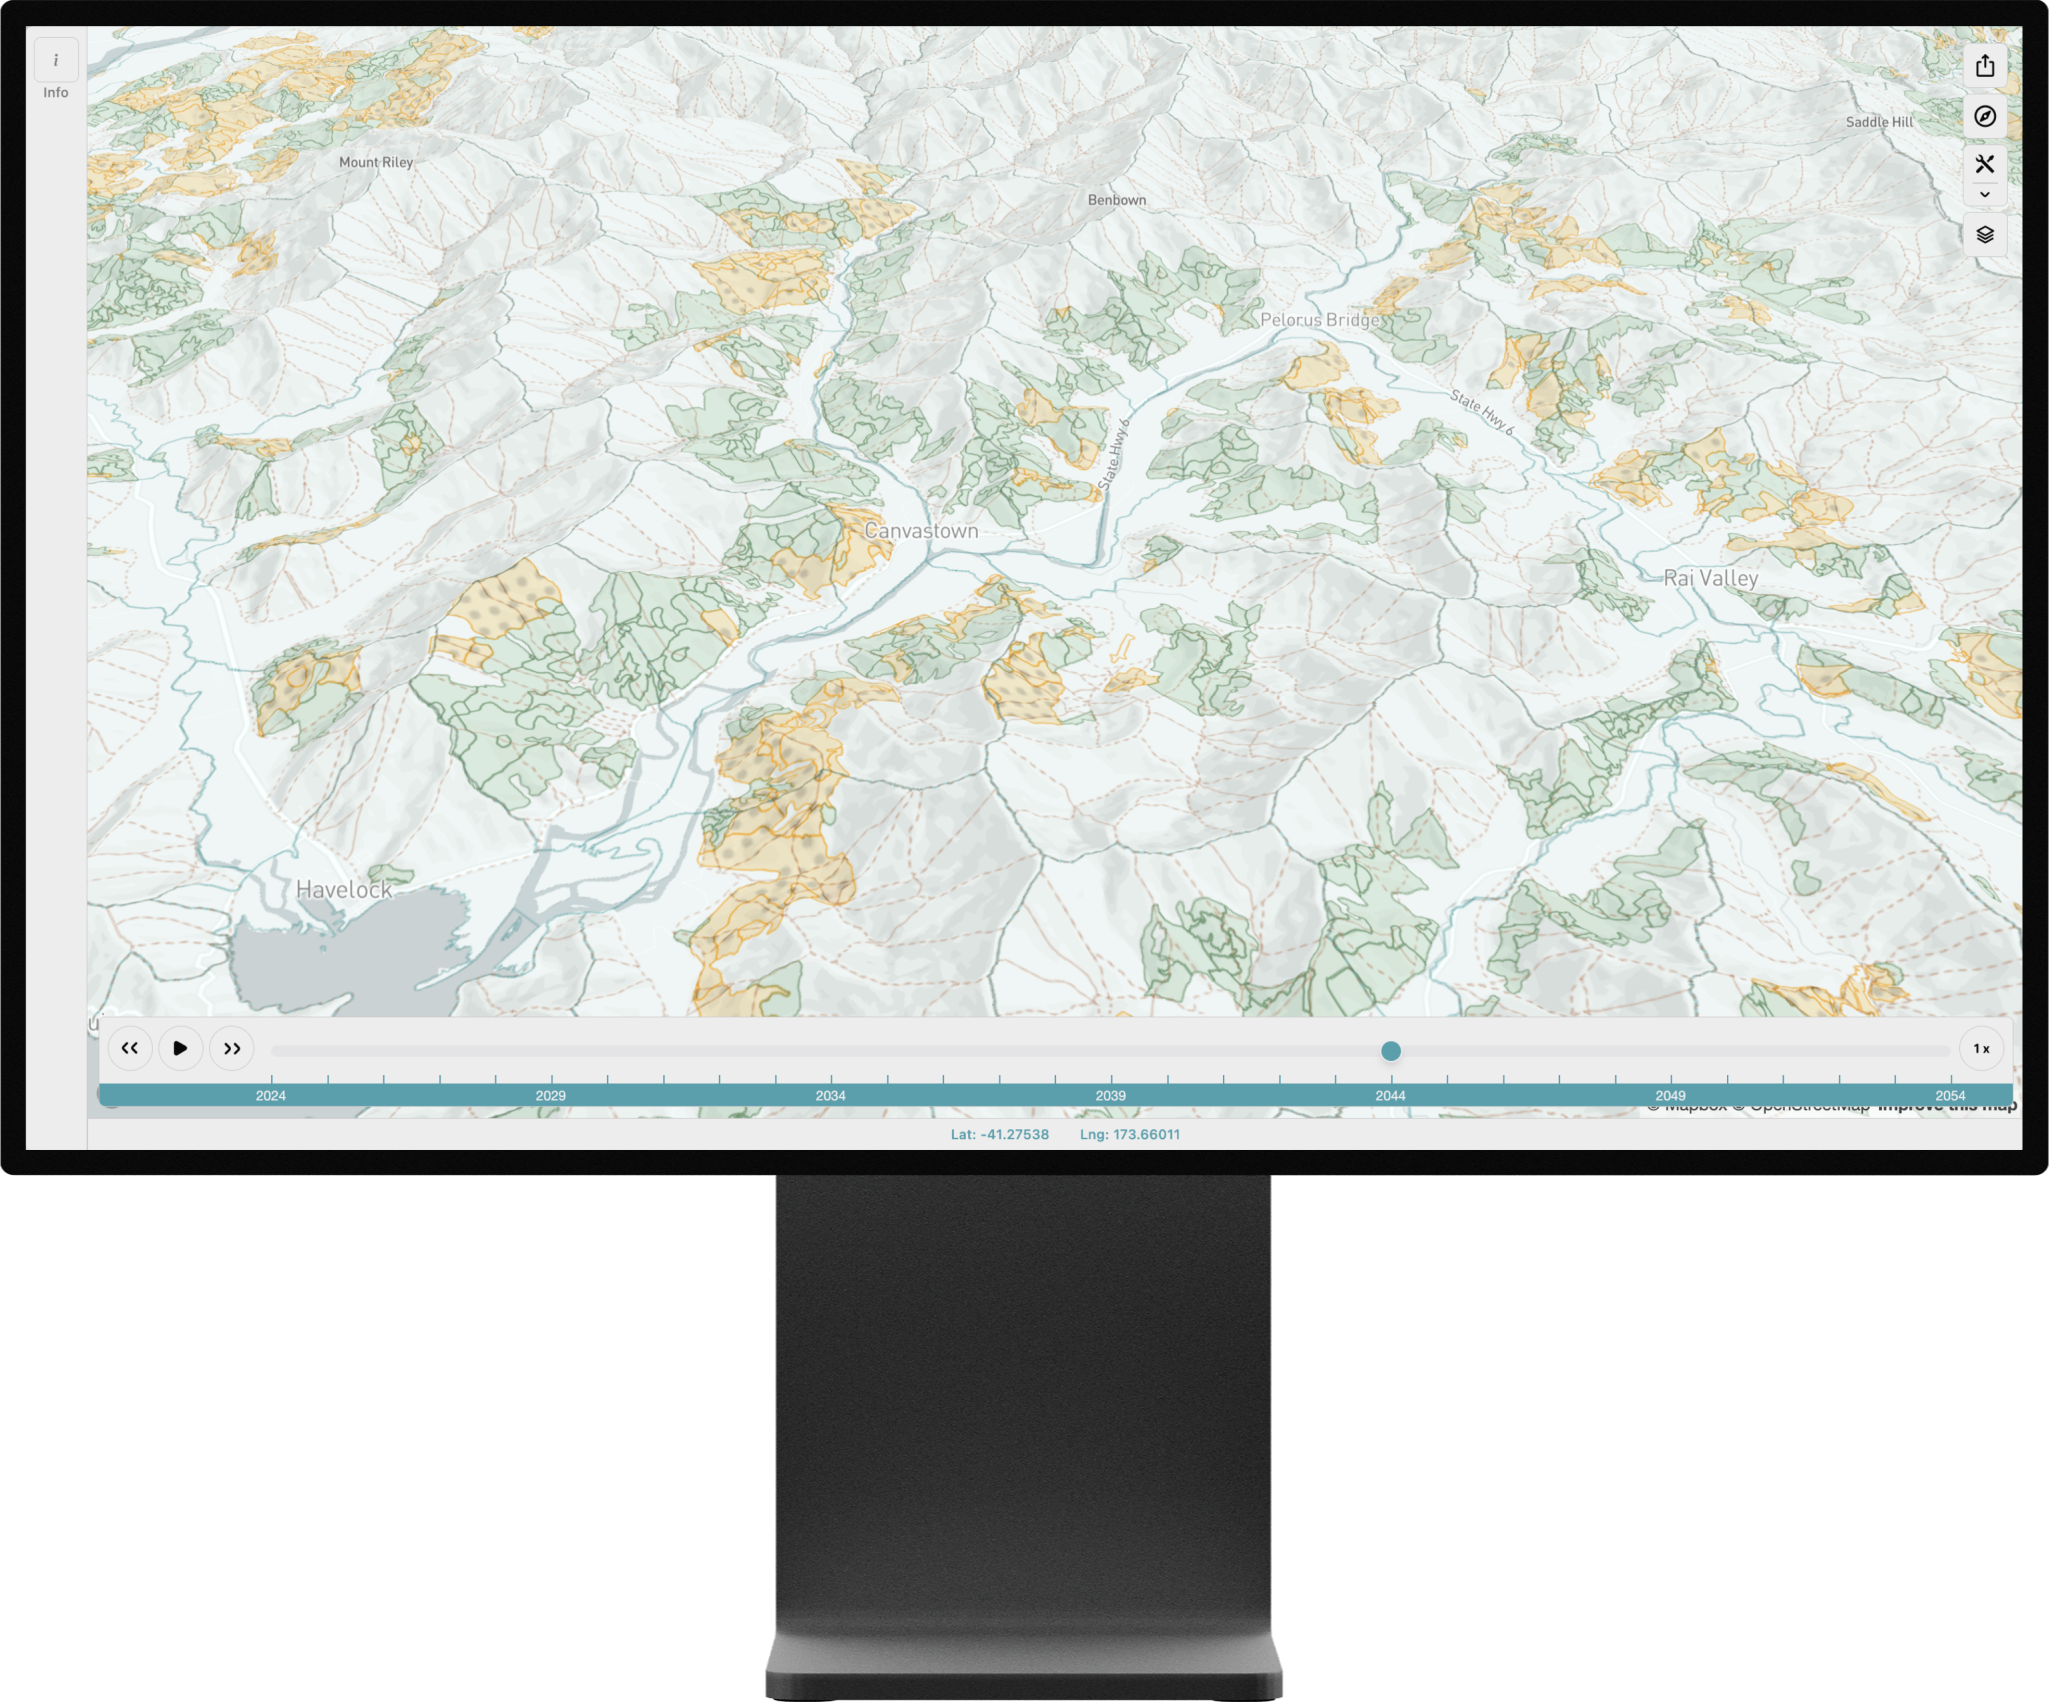 i
Info
Saddle Hill
Mount Riley
Benbown
Pelorus Bridge
State Hwy 6
State Hwy 6
Canvastown
Rai Valley
Havelock
1 x
2024 2029 2034 2039 2044 2049 2054
© Mapbox © OpenStreetMap Improve this map
Lat: -41.27538 Lng: 173.66011